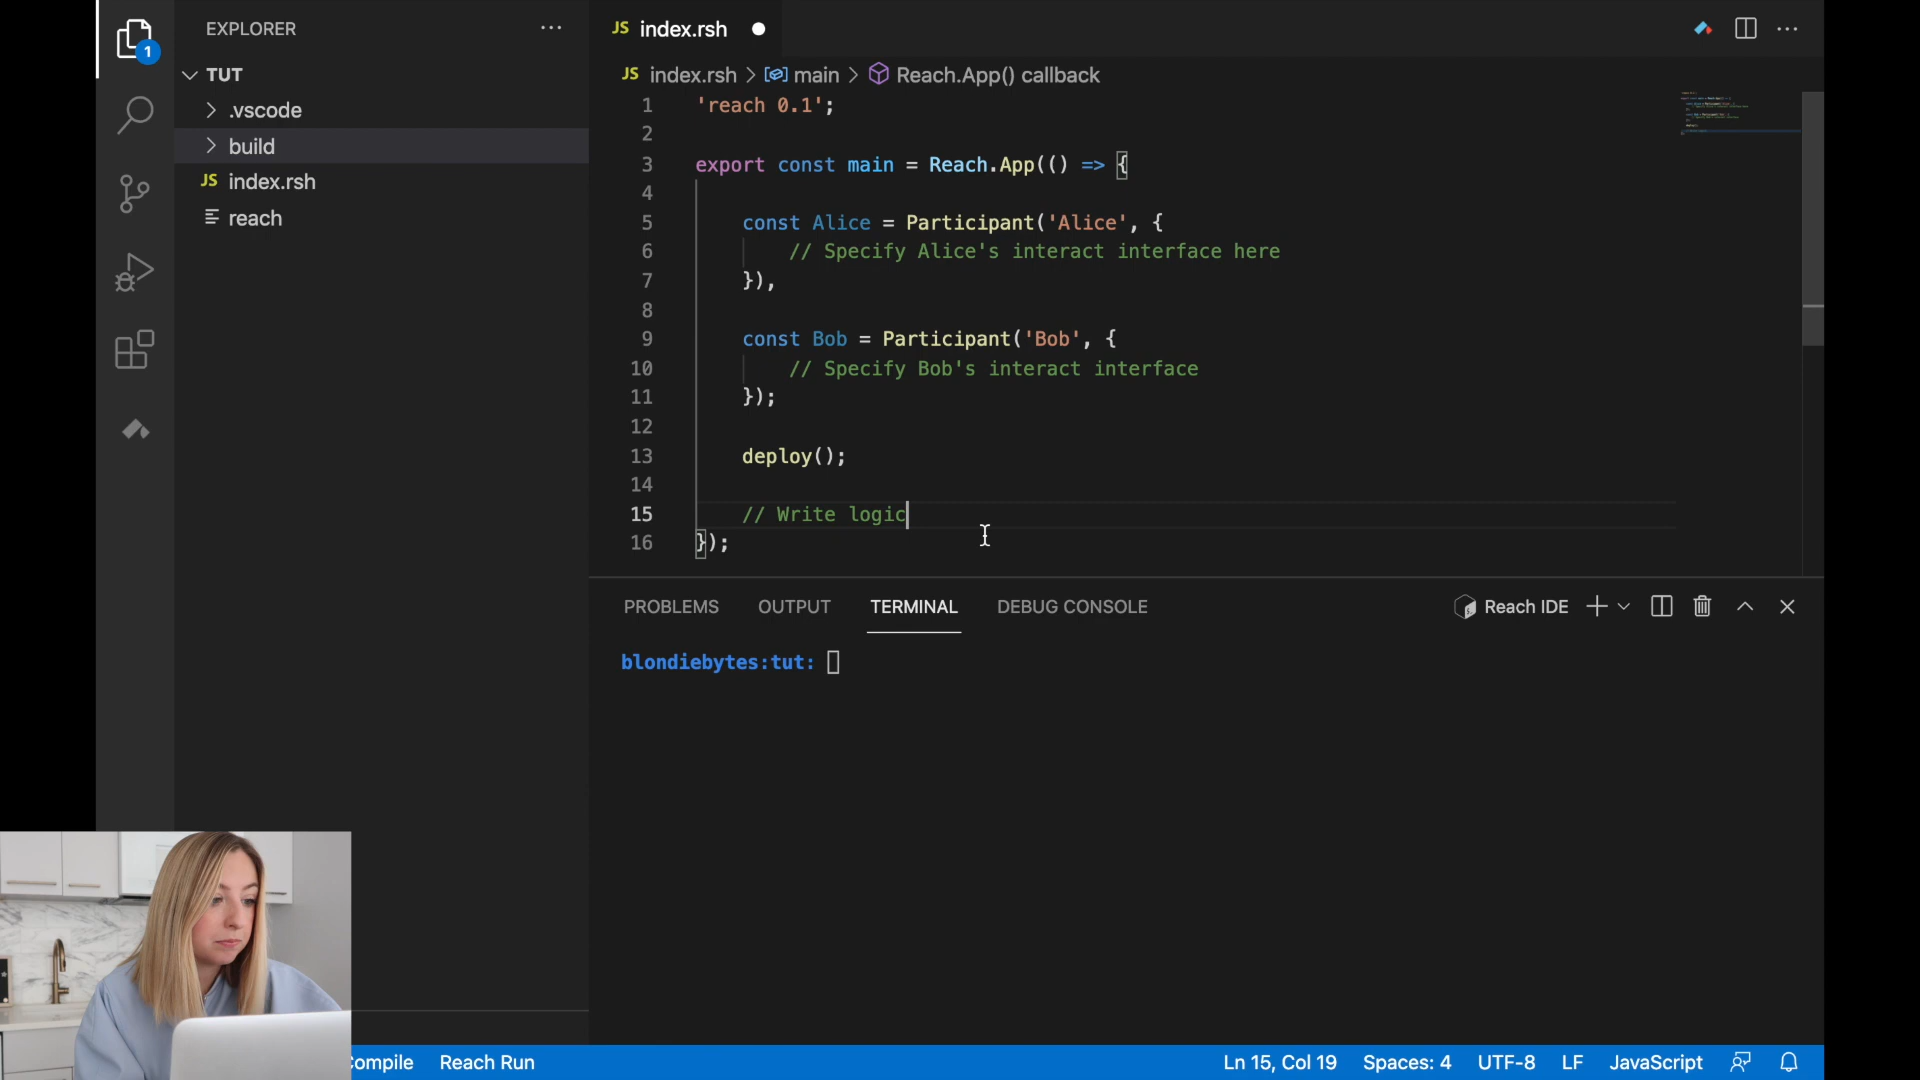 EXPLORER
TUT
.vscode
build
JS index.rsh
reach
1
JS index.rsh
JS index.rsh > main > Reach.App() callback
1 'reach 0.1';
2
3 export const main = Reach.App(() => {
4
5 const Alice = Participant('Alice', {
6 // Specify Alice's interact interface here
7 }),
8
9 const Bob = Participant('Bob', {
10 // Specify Bob's interact interface
11 });
12
13 deploy();
14
15 // Write logic
16 });
PROBLEMS OUTPUT TERMINAL DEBUG CONSOLE Reach IDE
blondiebytes:tut:
Compile Reach Run Ln 15, Col 19 Spaces: 4 UTF-8 LF JavaScript